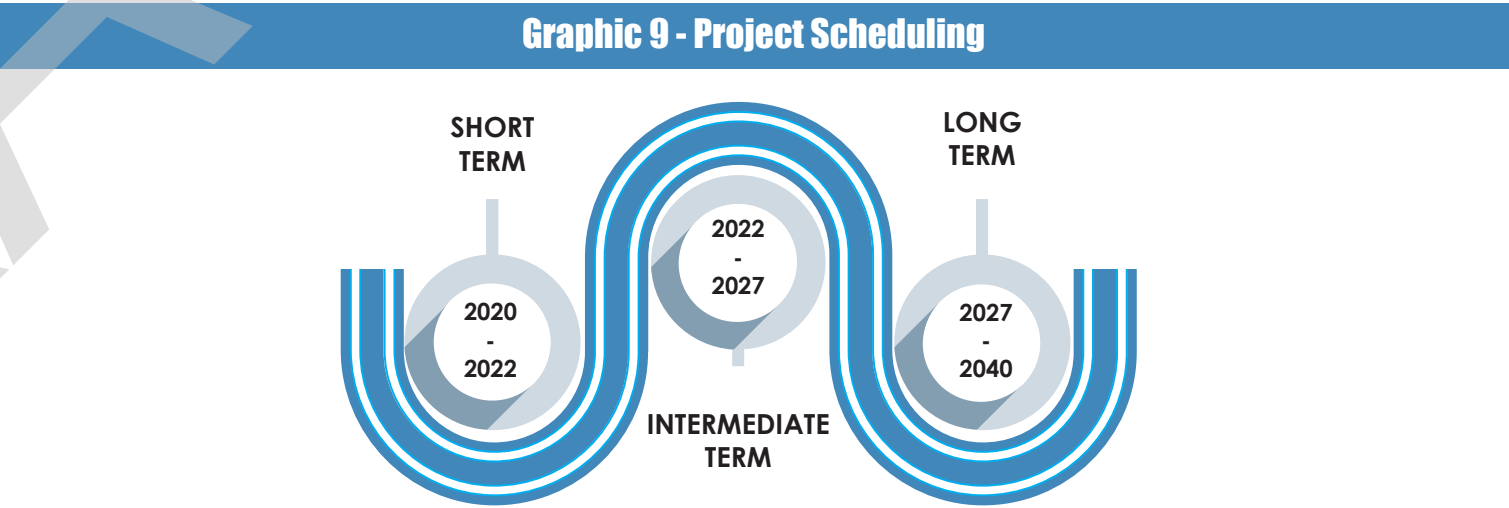 Graphic 9 - Project Scheduling
SHORT
TERM
2020
-
2022
2022
-
2027
INTERMEDIATE
TERM
LONG
TERM
2027
-
2040